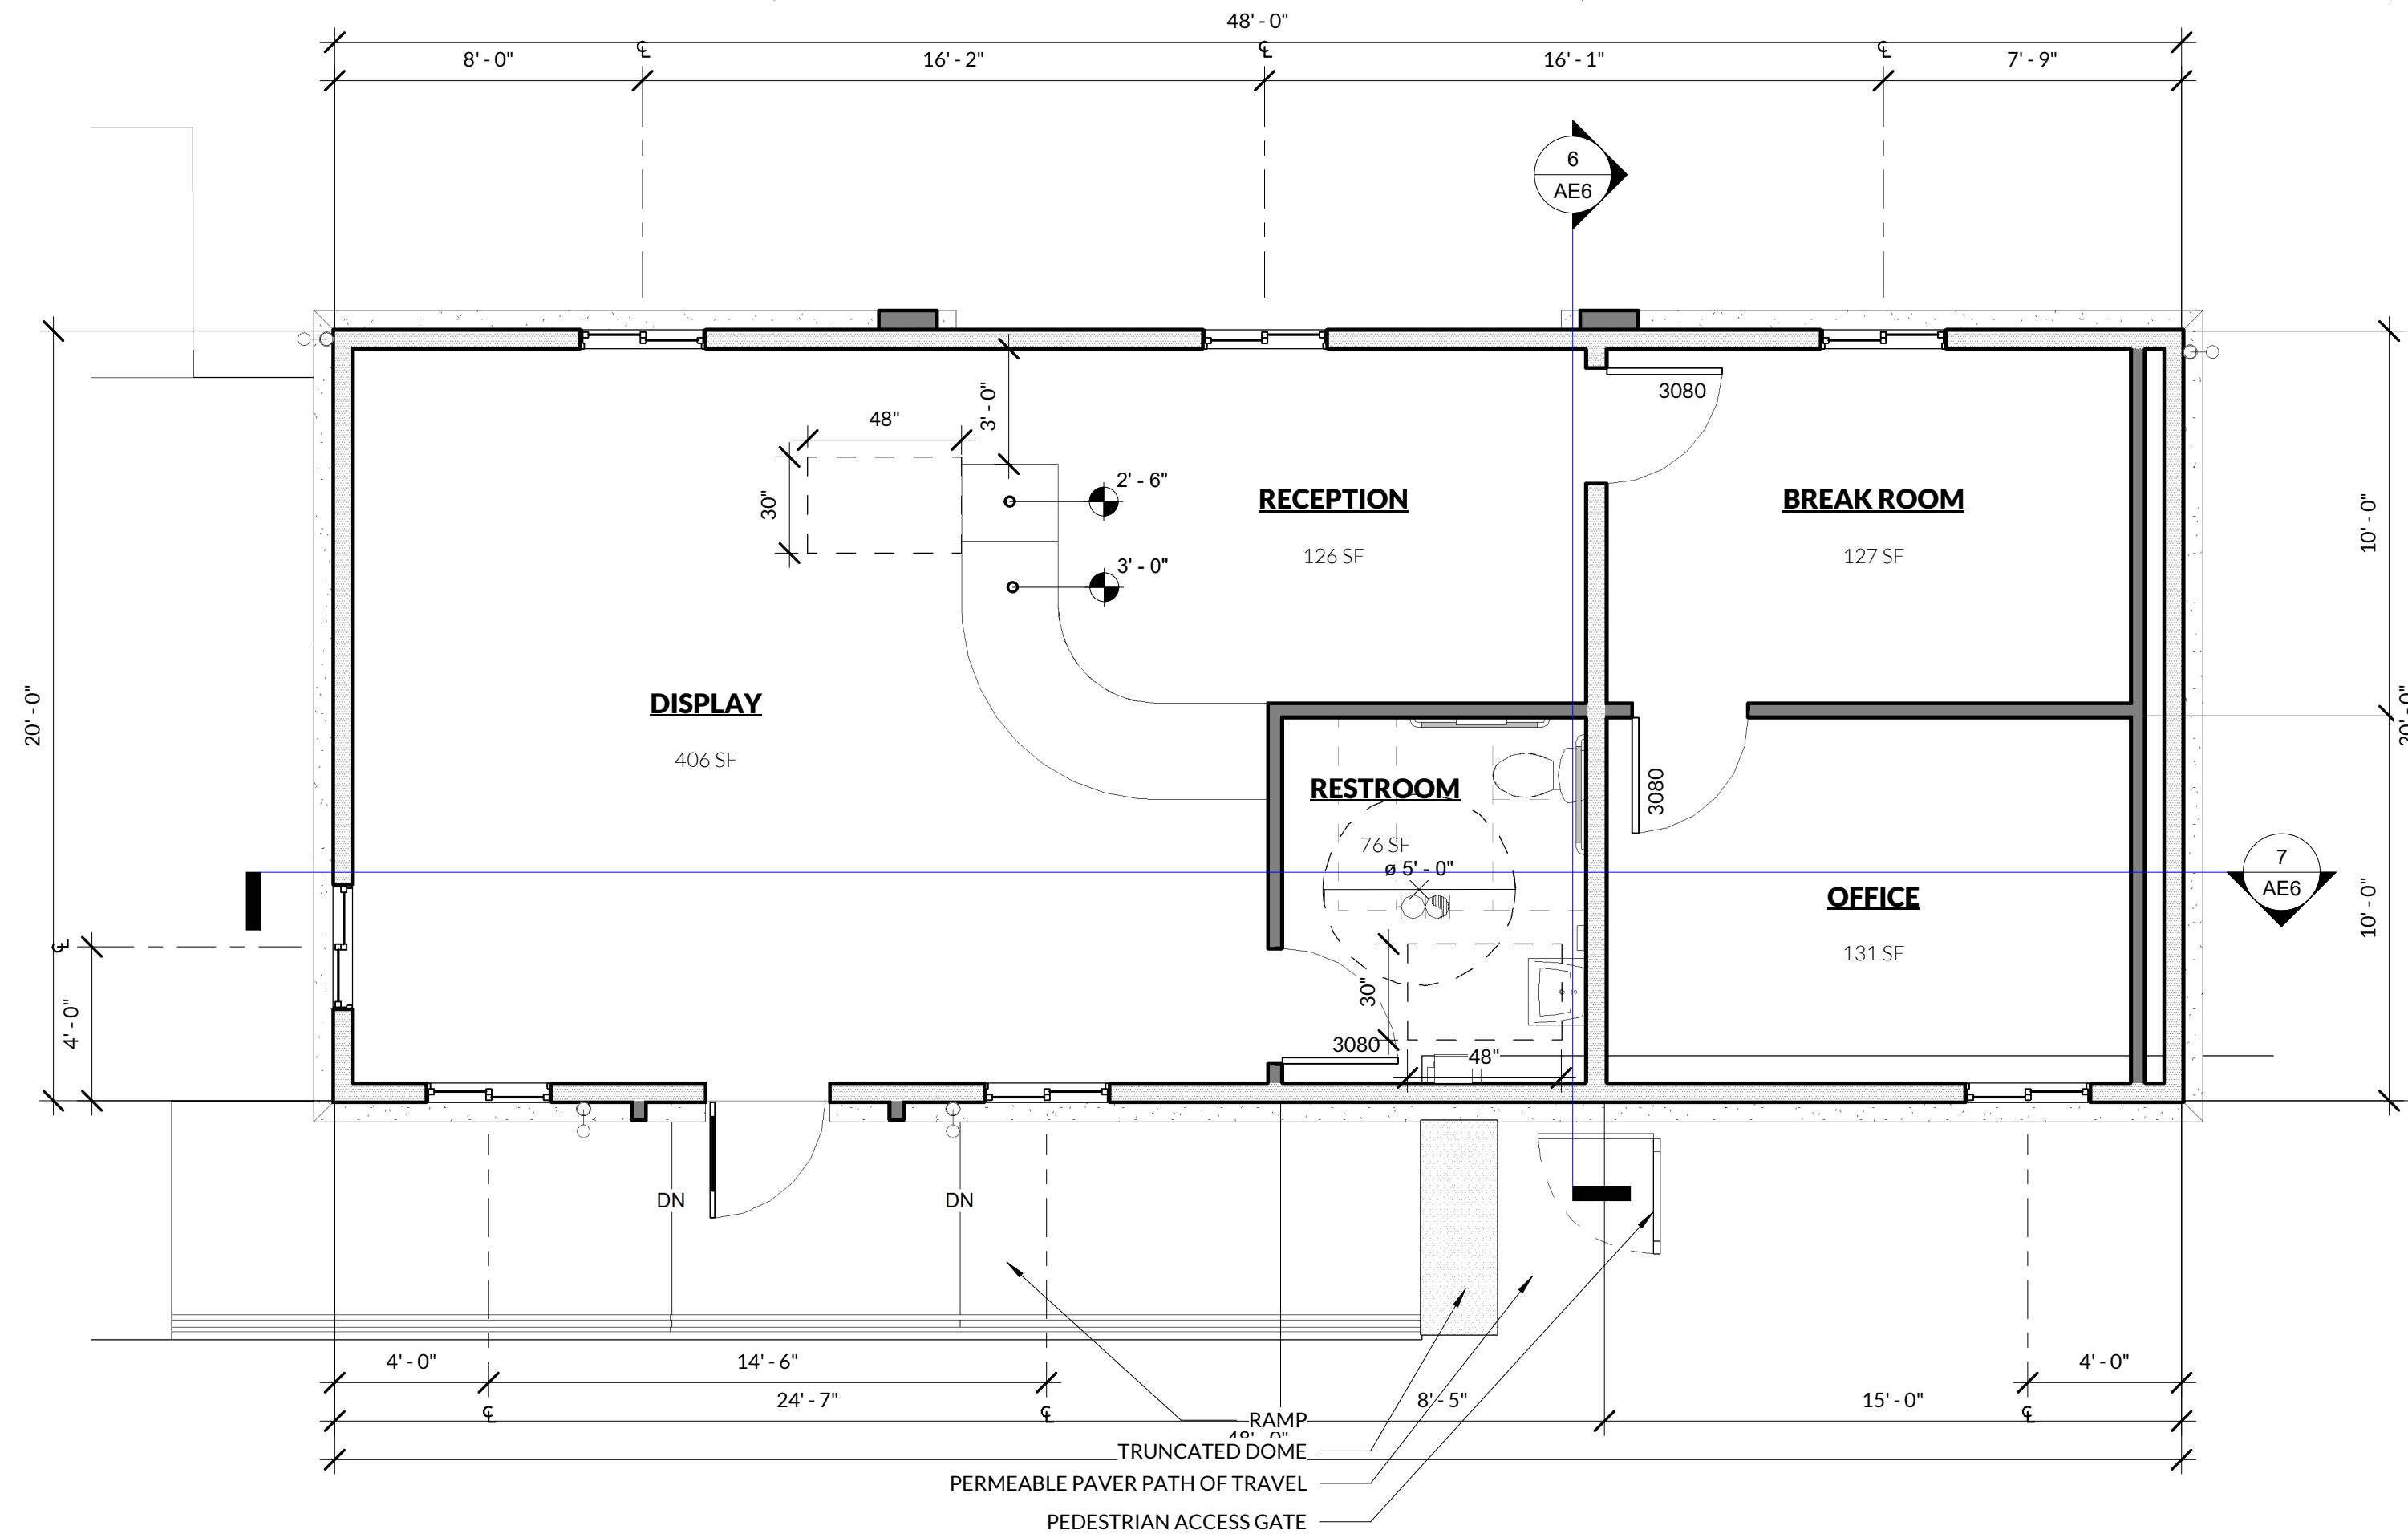 48' - 0"
8' - 0"
16' - 2"
16' - 1"
7' - 9"
6
AE6
3080
48"
3' - 0"
2' - 6"
30"
RECEPTION
126 SF
BREAK ROOM
127 SF
10' - 0"
3' - 0"
20' - 0"
DISPLAY
406 SF
20' - 0"
RESTROOM
76 SF
ø 5' - 0"
3080
7
AE6
OFFICE
131 SF
10' - 0"
4' - 0"
30"
3080
48"
DN
DN
4' - 0"
14' - 6"
4' - 0"
24' - 7"
8' - 5"
15' - 0"
RAMP
48' - 0"
TRUNCATED DOME
PERMEABLE PAVER PATH OF TRAVEL
PEDESTRIAN ACCESS GATE